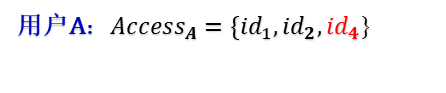 用户A：Access_A = {id_1, id_2, id_4}